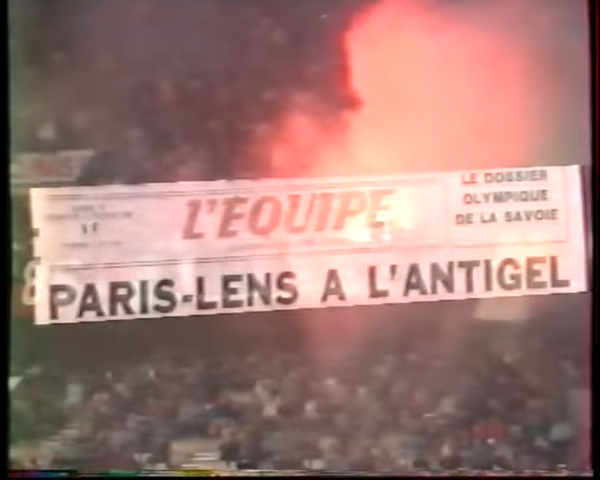 L'EQUIPE
LE DOSSIER
OLYMPIQUE
DE LA SAVOIE
PARIS-LENS A L'ANTIGEL